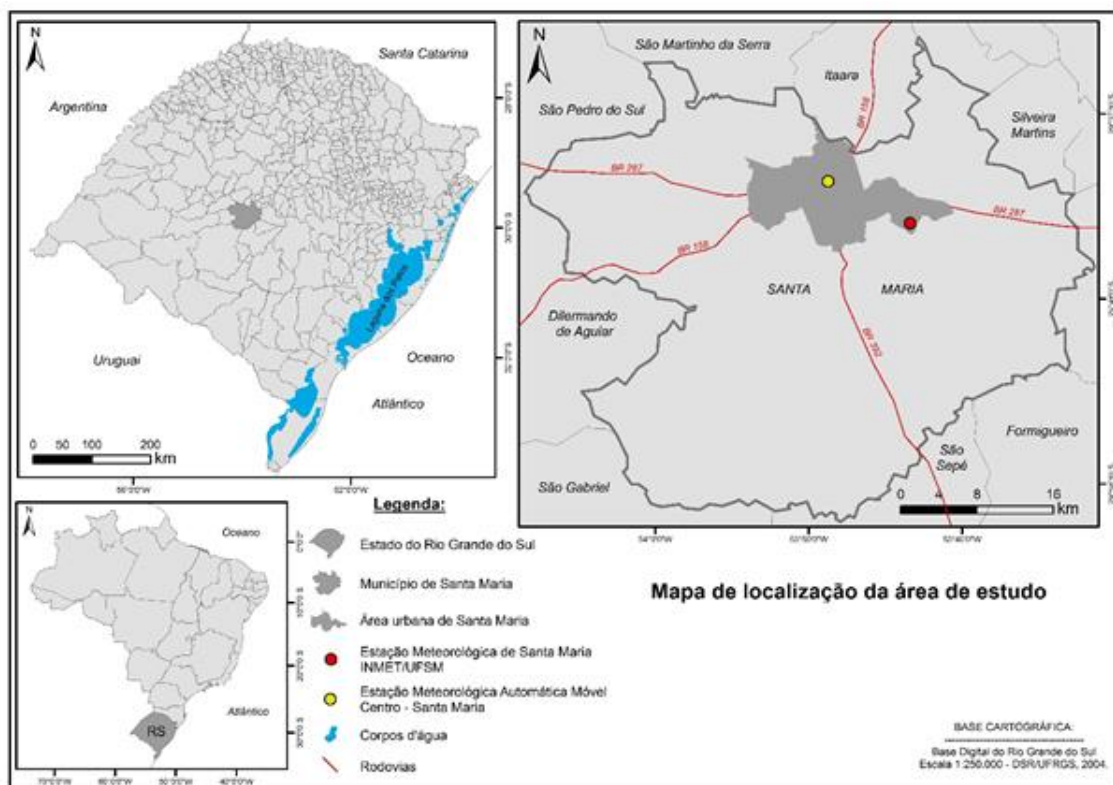 N
Santa Catarina
Argentina
Uruguai
Laguna dos Patos
Oceano
Atlântico
0 50 100 200
km
N
São Martinho da Serra
Itaara
São Pedro do Sul
Silveira
Martins
BR 158
BR 287
BR 287
BR 158
BR 392
SANTA MARIA
Dilermando
de Aguiar
Formigueiro
São
Sepé
São Gabriel
0 4 8 16
km
N
Oceano
Atlântico
RS
Legenda:
Estado do Rio Grande do Sul
Município de Santa Maria
Área urbana de Santa Maria
Estação Meteorológica de Santa Maria
INMET/UFSM
Estação Meteorológica Automática Móvel
Centro - Santa Maria
Corpos d'água
Rodovias
Mapa de localização da área de estudo
BASE CARTOGRÁFICA:
Base Digital do Rio Grande do Sul
Escala 1:250.000 - DSR/UFRGS, 2004.